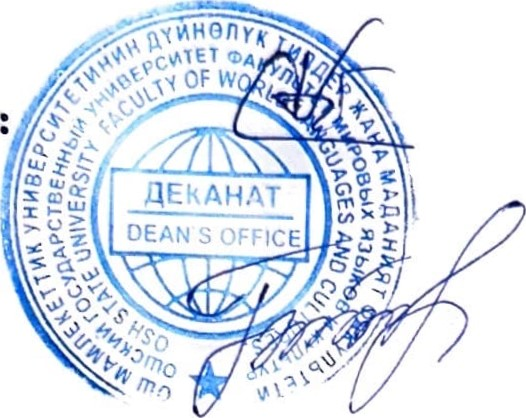 ОШ МАМЛЕКЕТТИК УНИВЕРСИТЕТИНИН ДҮЙНӨЛҮК ТИЛДЕР ЖАНА МАДАНИЯТ ФАКУЛЬТЕТИ
ОШСКИЙ ГОСУДАРСТВЕННЫЙ УНИВЕРСИТЕТ ФАКУЛЬТЕТ МИРОВЫХ ЯЗЫКОВ И КУЛЬТУР
OSH STATE UNIVERSITY FACULTY OF WORLD LANGUAGES AND CULTURES
ДЕКАНАТ
DEAN'S OFFICE